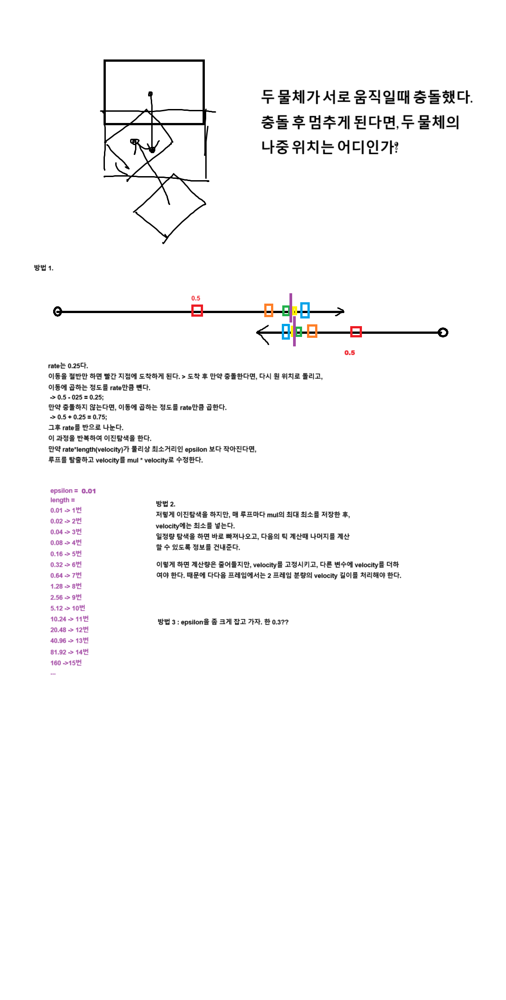 두 물체가 서로 움직일때 충돌했다.
충돌 후 멈추게 된다면, 두 물체의
나중 위치는 어디인가?
방법 1.
0.5
0.5
rate는 0.25다.
이동을 절반만 하면 빨간 지점에 도착하게 된다. > 도착 후 만약 충돌한다면, 다시 원 위치로 돌리고,
이동에 곱하는 정도를 rate만큼 뺀다.
-> 0.5 - 025 = 0.25;
만약 충돌하지 않는다면, 이동에 곱하는 정도를 rate만큼 곱한다.
-> 0.5 + 0.25 = 0.75;
그후 rate를 반으로 나눈다.
이 과정을 반복하여 이진탐색을 한다.
만약 rate*length(velocity)가 물리상 최소거리인 epsilon 보다 작아진다면,
루프를 탈출하고 velocity를 mul * velocity로 수정한다.
epsilon = 0.01
length =
0.01 -> 1번
0.02 -> 2번
0.04 -> 3번
0.08 -> 4번
0.16 -> 5번
0.32 -> 6번
0.64 -> 7번
1.28 -> 8번
2.56 -> 9번
5.12 -> 10번
10.24 -> 11번
20.48 -> 12번
40.96 -> 13번
81.92 -> 14번
160 ->15번
...
방법 2.
저렇게 이진탐색을 하지만, 매 루프마다 mul의 최대 최소를 저장한 후,
velocity에는 최소를 넣는다.
일정량 탐색을 하면 바로 빠져나오고, 다음의 틱 계산때 나머지를 계산
할 수 있도록 정보를 건내준다.
이렇게 하면 계산량은 줄어들지만, velocity를 고정시키고, 다른 변수에 velocity를 더하
여야 한다. 때문에 다다음 프레임에서는 2 프레임 분량의 velocity 길이를 처리해야 한다.
방법 3 : epsilon을 좀 크게 잡고 가자. 한 0.3??